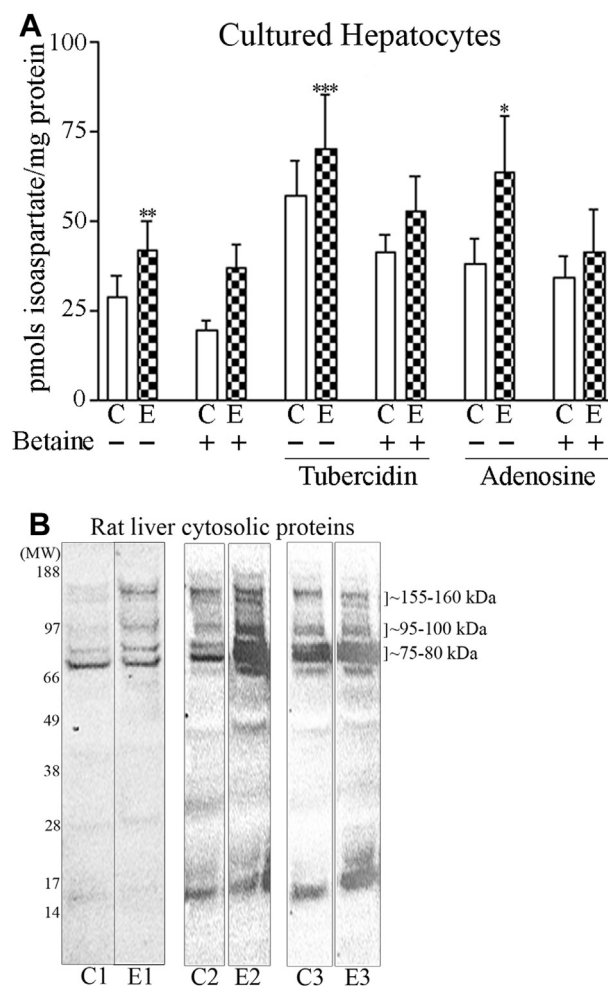 A
Cultured Hepatocytes
pmols isoaspartate/mg protein
100
75
50
25
0
** *** *
C E C E C E C E C E C E
Betaine − − + + − − + + − − + +
Tubercidin Adenosine
B Rat liver cytosolic proteins
(MW)
188
97
66
49
38
28
17
14
]~155-160 kDa
]~95-100 kDa
]~75-80 kDa
C1 E1 C2 E2 C3 E3